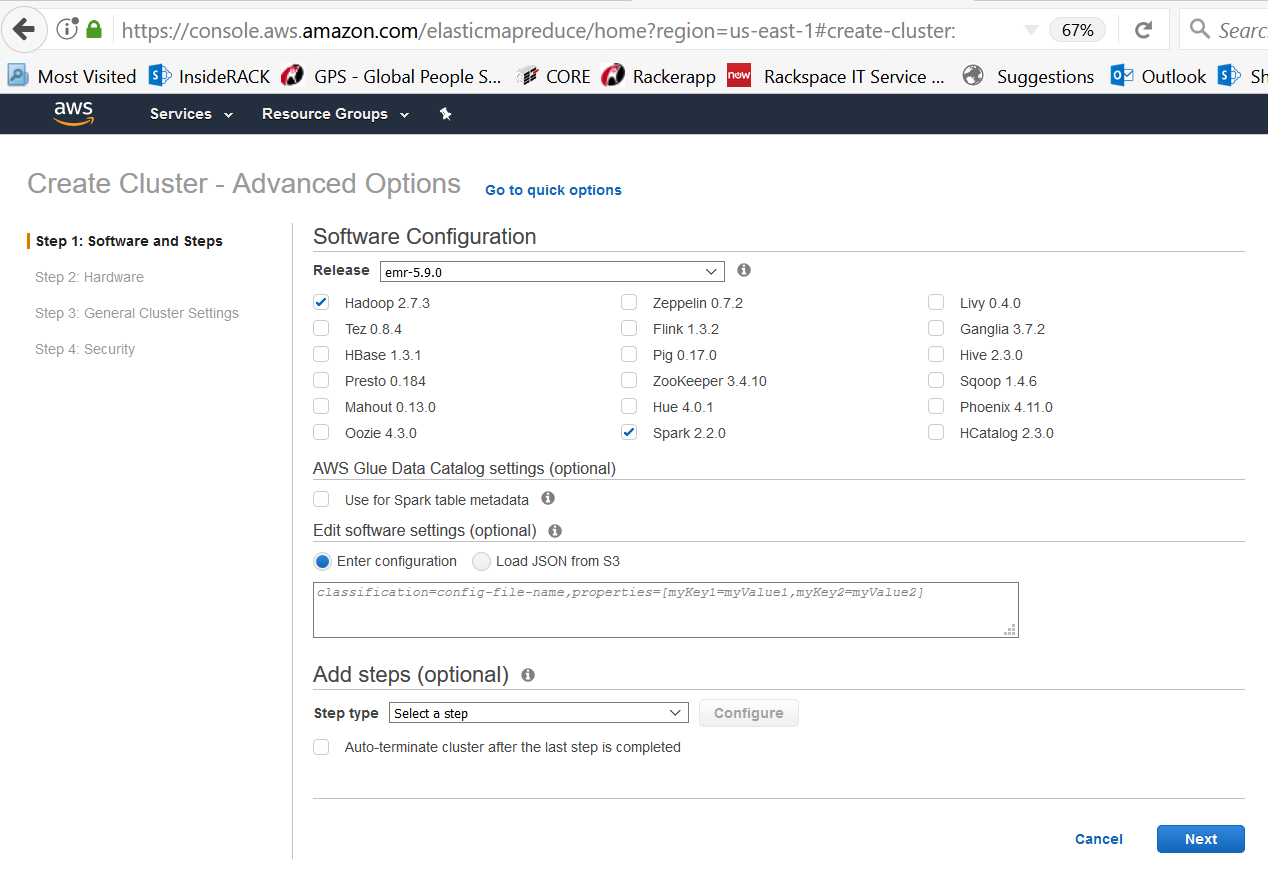 https://console.aws.amazon.com/elasticmapreduce/home?region=us-east-1#create-cluster: 67% Searc
Most Visited InsideRACK GPS - Global People S... CORE Rackerapp now Rackspace IT Service ... Suggestions Outlook Sh
aws Services Resource Groups
Create Cluster - Advanced Options Go to quick options
Step 1: Software and Steps
Step 2: Hardware
Step 3: General Cluster Settings
Step 4: Security
Software Configuration
Release emr-5.9.0
Hadoop 2.7.3 Zeppelin 0.7.2 Livy 0.4.0
Tez 0.8.4 Flink 1.3.2 Ganglia 3.7.2
HBase 1.3.1 Pig 0.17.0 Hive 2.3.0
Presto 0.184 ZooKeeper 3.4.10 Sqoop 1.4.6
Mahout 0.13.0 Hue 4.0.1 Phoenix 4.11.0
Oozie 4.3.0 Spark 2.2.0 HCatalog 2.3.0
AWS Glue Data Catalog settings (optional)
Use for Spark table metadata
Edit software settings (optional)
Enter configuration Load JSON from S3
classification=config-file-name,properties=[myKey1=myValue1,myKey2=myValue2]
Add steps (optional)
Step type Select a step Configure
Auto-terminate cluster after the last step is completed
Cancel Next